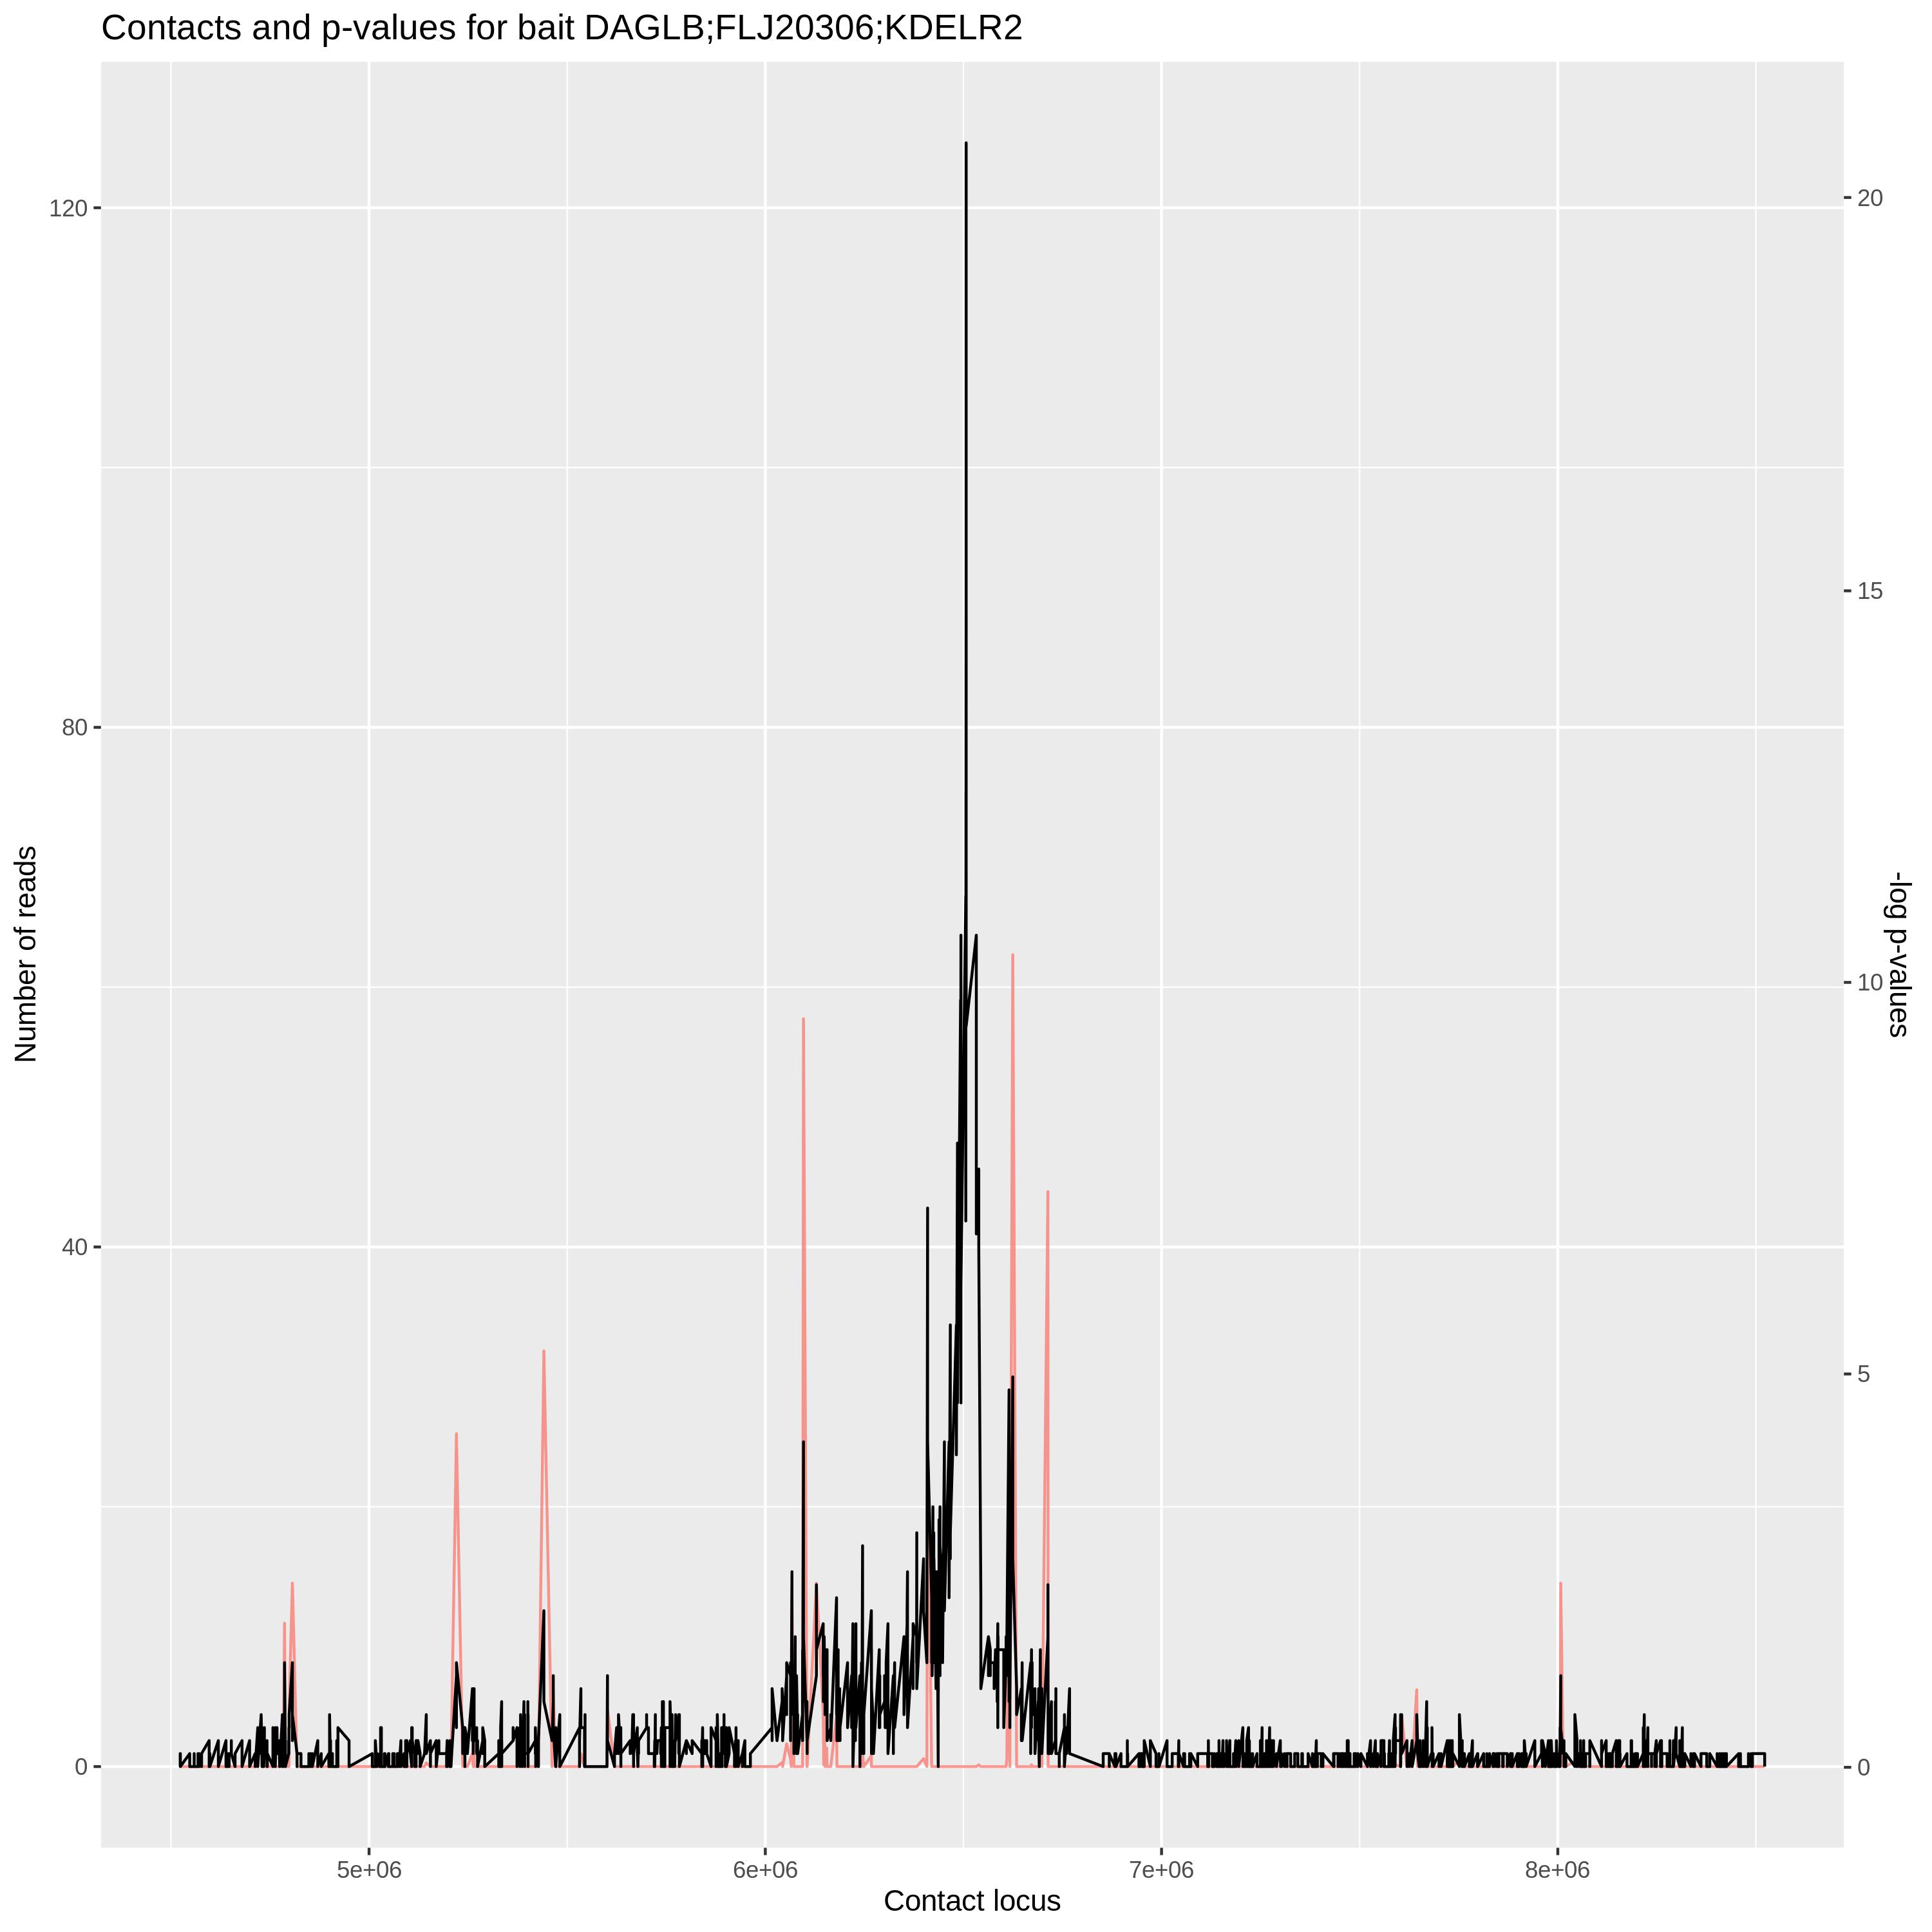 Contacts and p-values for bait DAGLB;FLJ20306;KDELR2
120
80
40
0
Number of reads
20
15
10
5
0
-log p-values
5e+06
6e+06
7e+06
8e+06
Contact locus